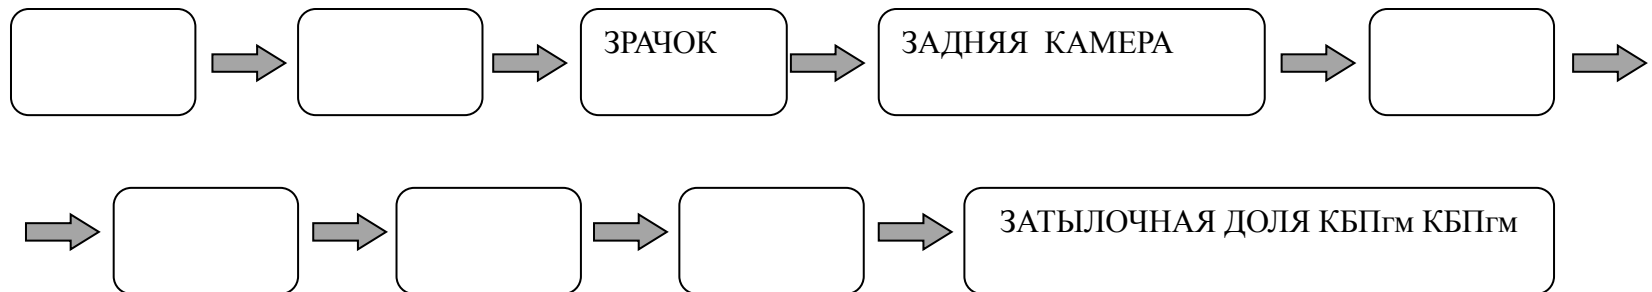 ЗРАЧОК
ЗАДНЯЯ КАМЕРА
ЗАТЫЛОЧНАЯ ДОЛЯ КБПгм КБПгм